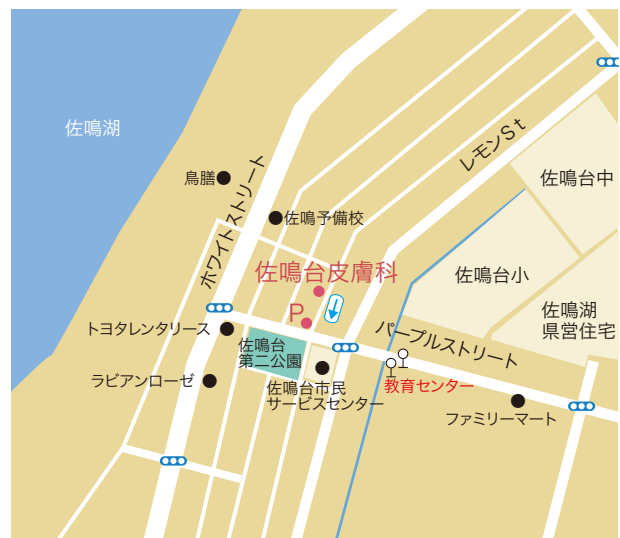 佐鳴湖
レモンSt
鳥膳
佐鳴台中
佐鳴予備校
ホワイトストリート
佐鳴台皮膚科
佐鳴台小
P
佐鳴湖
県営住宅
トヨタレンタリース
パープルストリート
佐鳴台
第二公園
ラビアンローゼ
佐鳴台市民
サービスセンター
教育センター
ファミリーマート